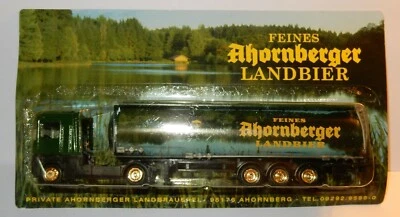 FEINES
Ahornberger
LANDBIER
FEINES
Ahornberger
LANDBIER
PRIVATE AHORNBERGER LANDBRAUEREI - 95176 AHORNBERG - TEL.